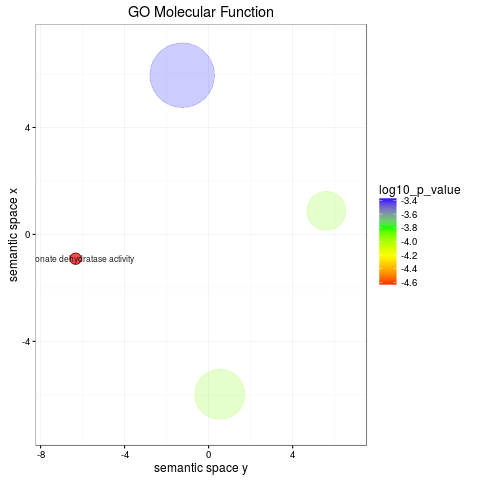 GO Molecular Function
semantic space x
4
0
-4
onate dehydratase activity
-8
-4
0
4
semantic space y
log10_p_value
-3.4
-3.6
-3.8
-4.0
-4.2
-4.4
-4.6